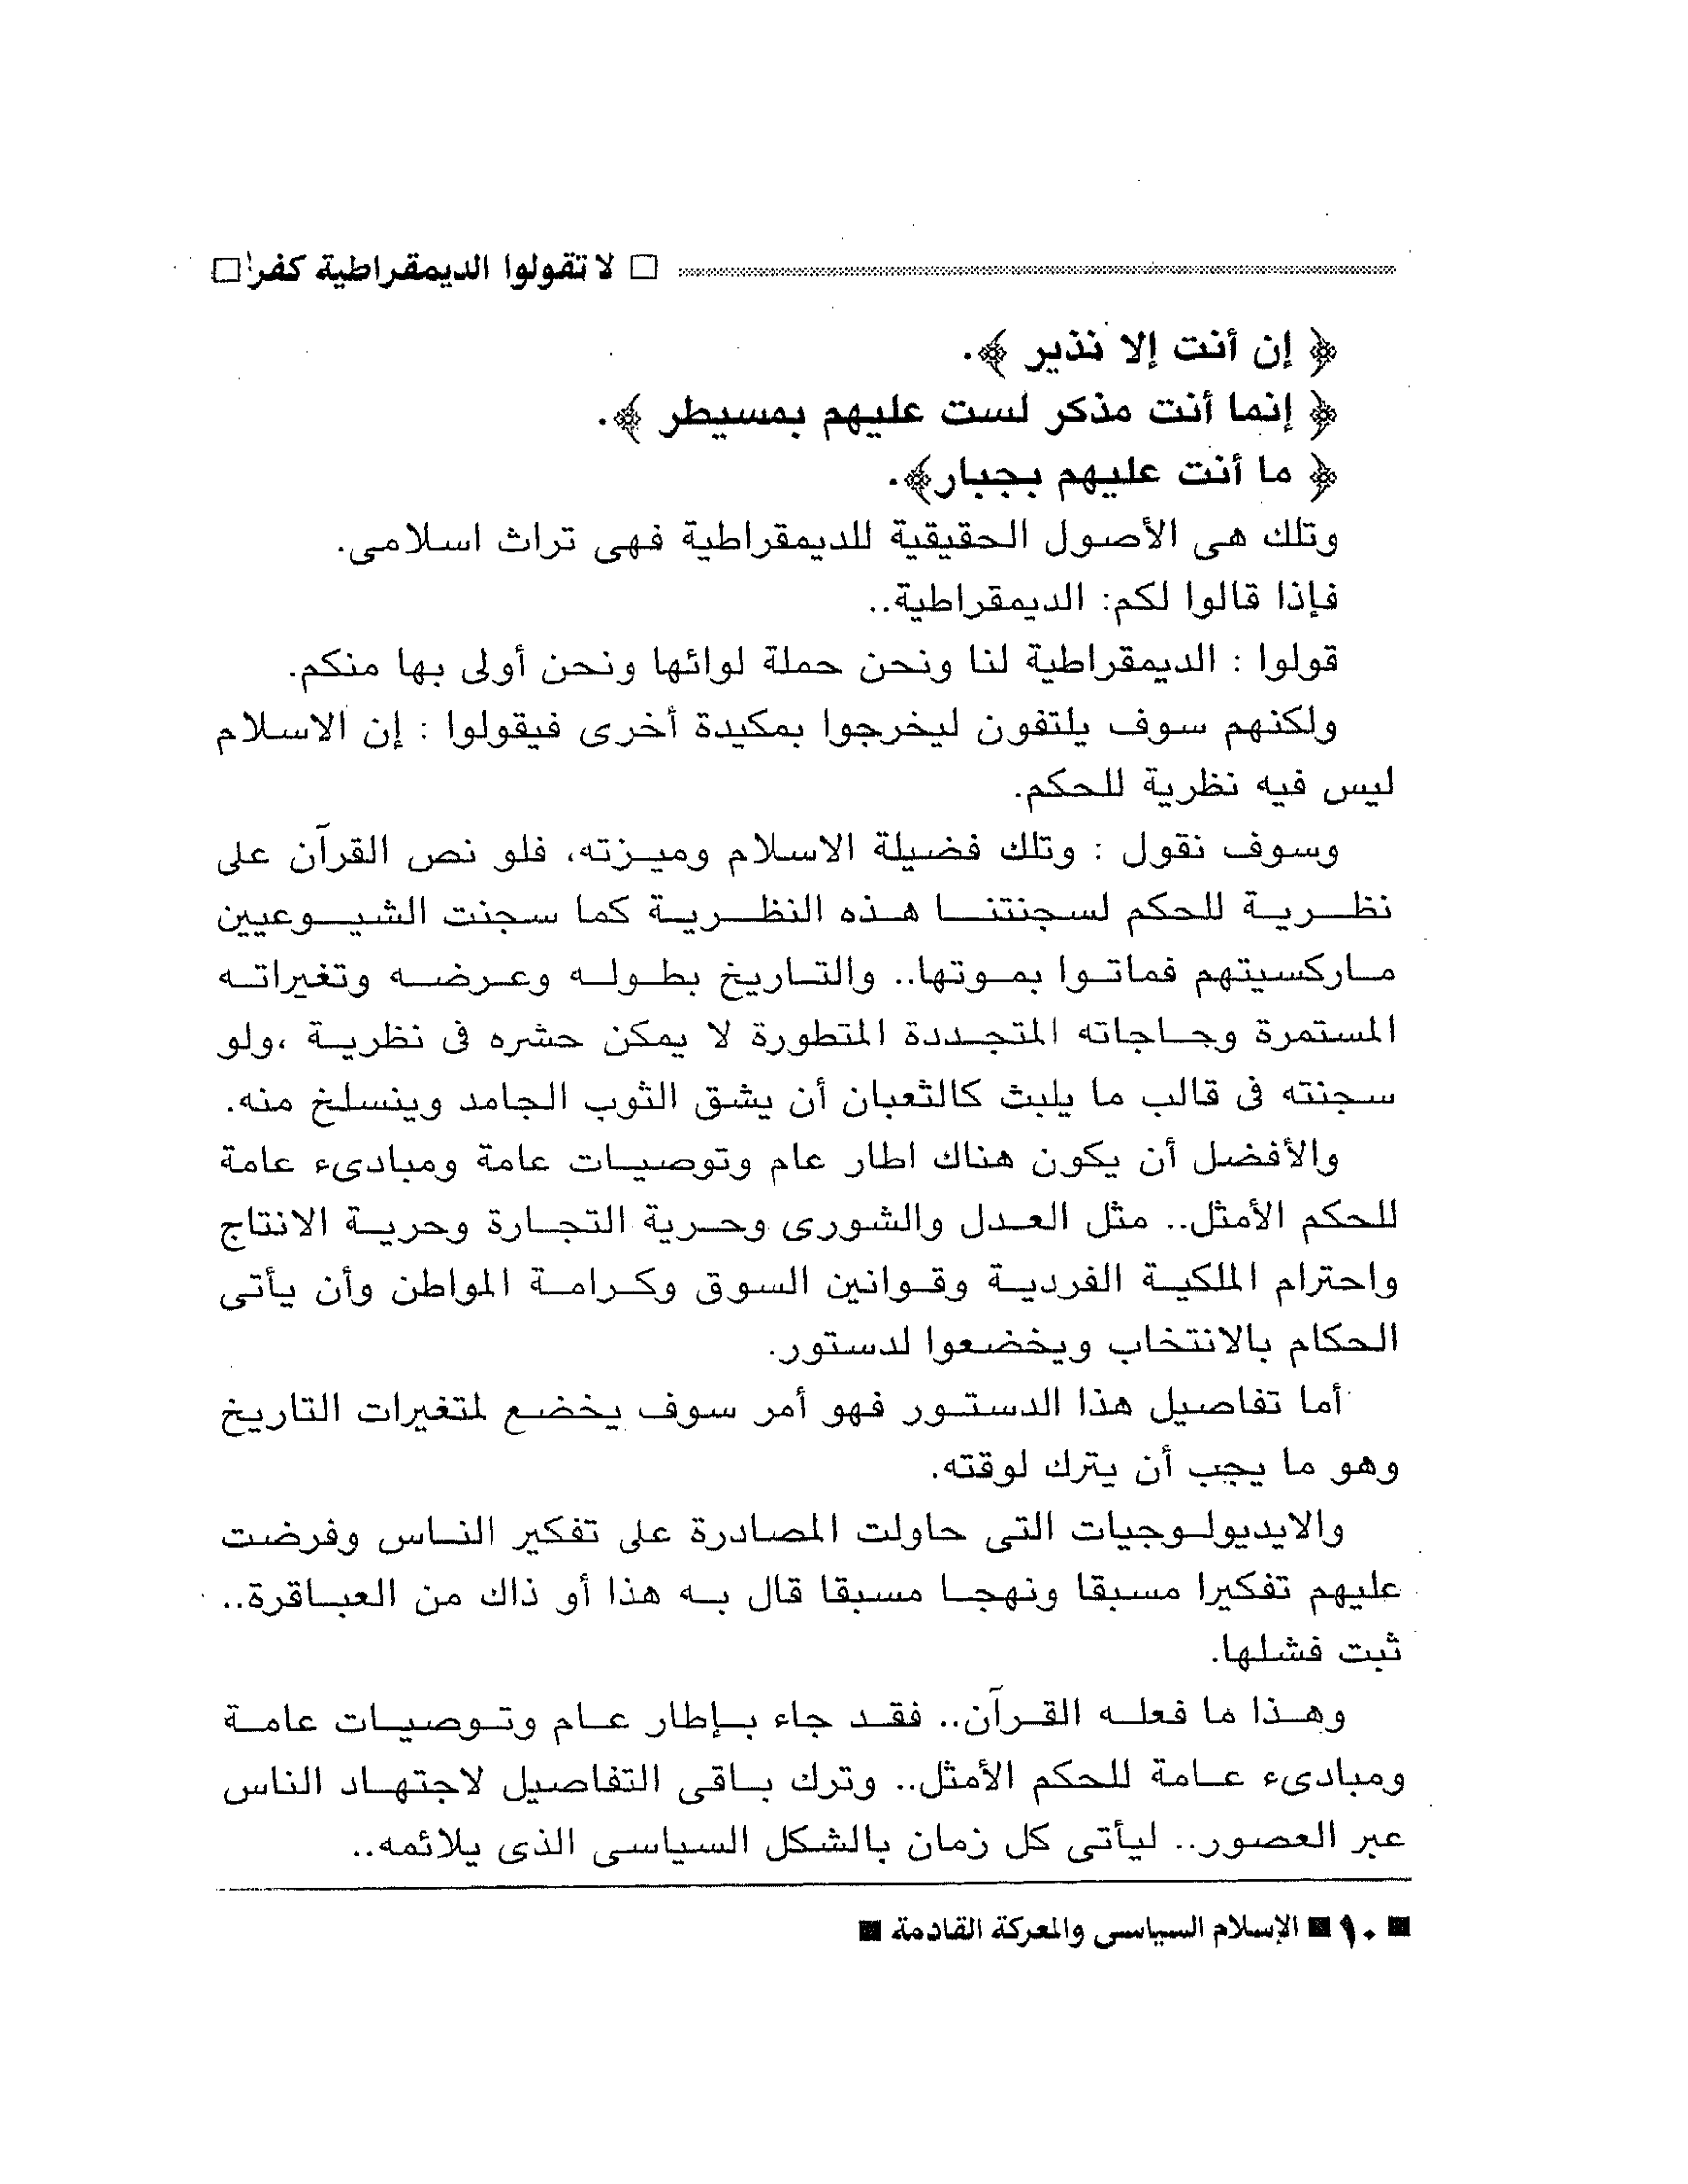 □ لا تقولوا الديمقراطية كفر! □
﴿ إن أنت إلا نذير ﴾.
﴿ إنما أنت مذكر لست عليهم بمسيطر ﴾.
﴿ ما أنت عليهم بجبار﴾.
وتلك هى الأصول الحقيقية للديمقراطية فهى تراث اسلامى.
فإذا قالوا لكم: الديمقراطية..
قولوا : الديمقراطية لنا ونحن حملة لوائها ونحن أولى بها منكم.
ولكنهم سوف يلتفون ليخرجوا بمكيدة أخرى فيقولوا : إن الاسلام
ليس فيه نظرية للحكم.
وسوف نقول : وتلك فضيلة الاسلام وميزته، فلو نص القرآن على
نظرية للحكم لسجنتنا هذه النظرية كما سجنت الشيوعيين
ماركسيتهم فماتوا بموتها.. والتاريخ بطوله وعرضه وتغيراته
المستمرة وحاجاته المتجددة المتطورة لا يمكن حشره فى نظرية ،ولو
سجنته فى قالب ما يلبث كالثعبان أن يشق الثوب الجامد وينسلخ منه.
والأفضل أن يكون هناك اطار عام وتوصيات عامة ومبادىء عامة
للحكم الأمثل.. مثل العدل والشورى وحرية التجارة وحرية الانتاج
واحترام الملكية الفردية وقوانين السوق وكرامة المواطن وأن يأتى
الحكام بالانتخاب ويخضعوا لدستور.
أما تفاصيل هذا الدستور فهو أمر سوف يخضع لمتغيرات التاريخ
وهو ما يجب أن يترك لوقته.
والايديولوجيات التى حاولت المصادرة على تفكير الناس وفرضت
عليهم تفكيرا مسبقا ونهجا مسبقا قال به هذا أو ذاك من العباقرة..
ثبت فشلها.
وهذا ما فعله القرآن.. فقد جاء بإطار عام وتوصيات عامة
ومبادىء عامة للحكم الأمثل.. وترك باقى التفاصيل لاجتهاد الناس
عبر العصور.. ليأتى كل زمان بالشكل السياسى الذى يلائمه..
■ ١٠ ■ الإسلام السياسى والمعركة القادمة ■